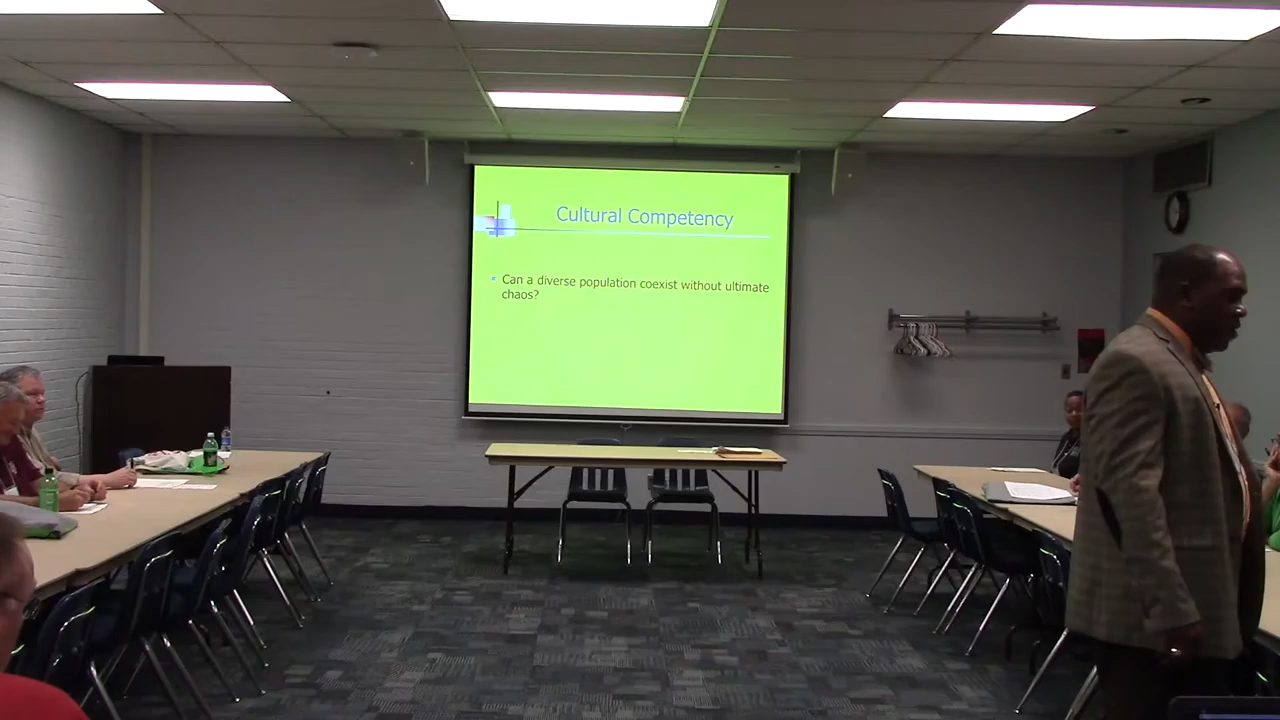 Cultural Competency
Can a diverse population coexist without ultimate
chaos?